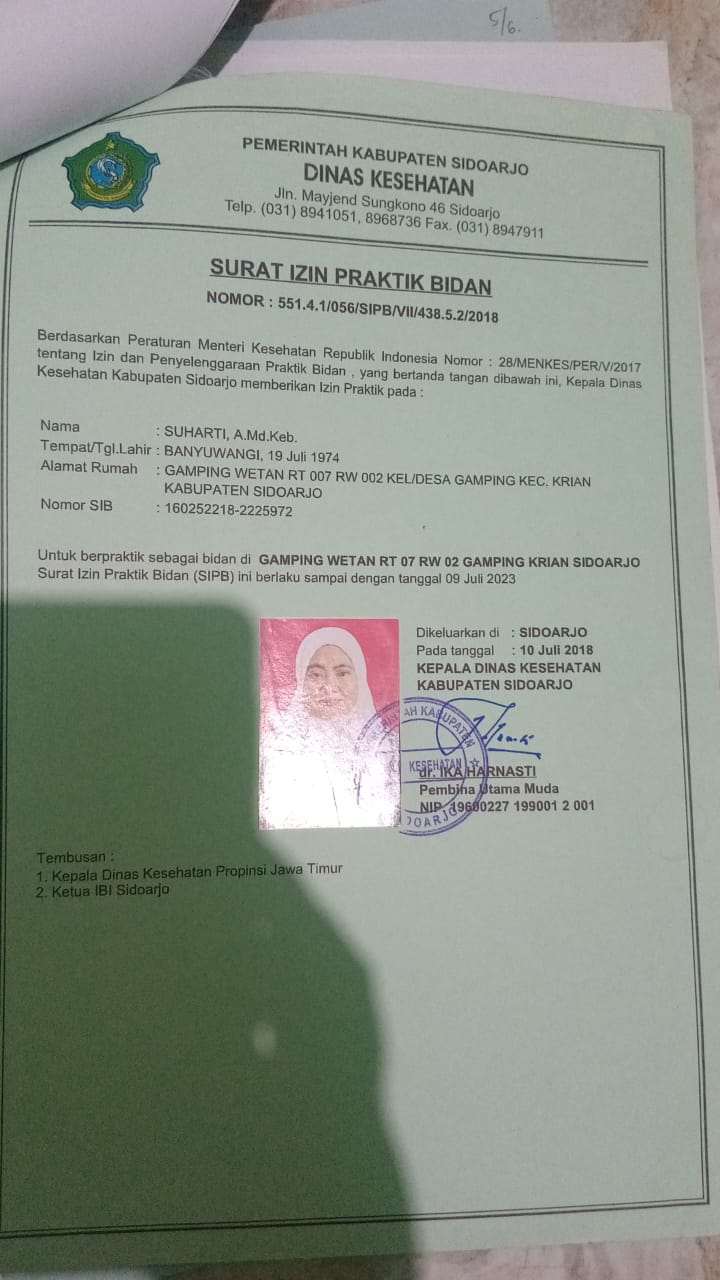 5/6.
PEMERINTAH KABUPATEN SIDOARJO
DINAS KESEHATAN
Jln. Mayjend Sungkono 46 Sidoarjo
Telp. (031) 8941051, 8968736 Fax. (031) 8947911
SURAT IZIN PRAKTIK BIDAN
NOMOR : 551.4.1/056/SIPB/VII/438.5.2/2018
Berdasarkan Peraturan Menteri Kesehatan Republik Indonesia Nomor : 28/MENKES/PER/V/2017
tentang Izin dan Penyelenggaraan Praktik Bidan , yang bertanda tangan dibawah ini, Kepala Dinas
Kesehatan Kabupaten Sidoarjo memberikan Izin Praktik pada :
Nama : SUHARTI, A.Md.Keb.
Tempat/Tgl.Lahir : BANYUWANGI, 19 Juli 1974
Alamat Rumah : GAMPING WETAN RT 007 RW 002 KEL/DESA GAMPING KEC. KRIAN
KABUPATEN SIDOARJO
Nomor SIB : 160252218-2225972
Untuk berpraktik sebagai bidan di GAMPING WETAN RT 07 RW 02 GAMPING KRIAN SIDOARJO
Surat Izin Praktik Bidan (SIPB) ini berlaku sampai dengan tanggal 09 Juli 2023
Dikeluarkan di : SIDOARJO
Pada tanggal : 10 Juli 2018
KEPALA DINAS KESEHATAN
KABUPATEN SIDOARJO
KABUPATEN
KESEHATAN
dr. IKA HARNASTI
Pembina Utama Muda
NIP. 19600227 199001 2 001
Tembusan :
1. Kepala Dinas Kesehatan Propinsi Jawa Timur
2. Ketua IBI Sidoarjo